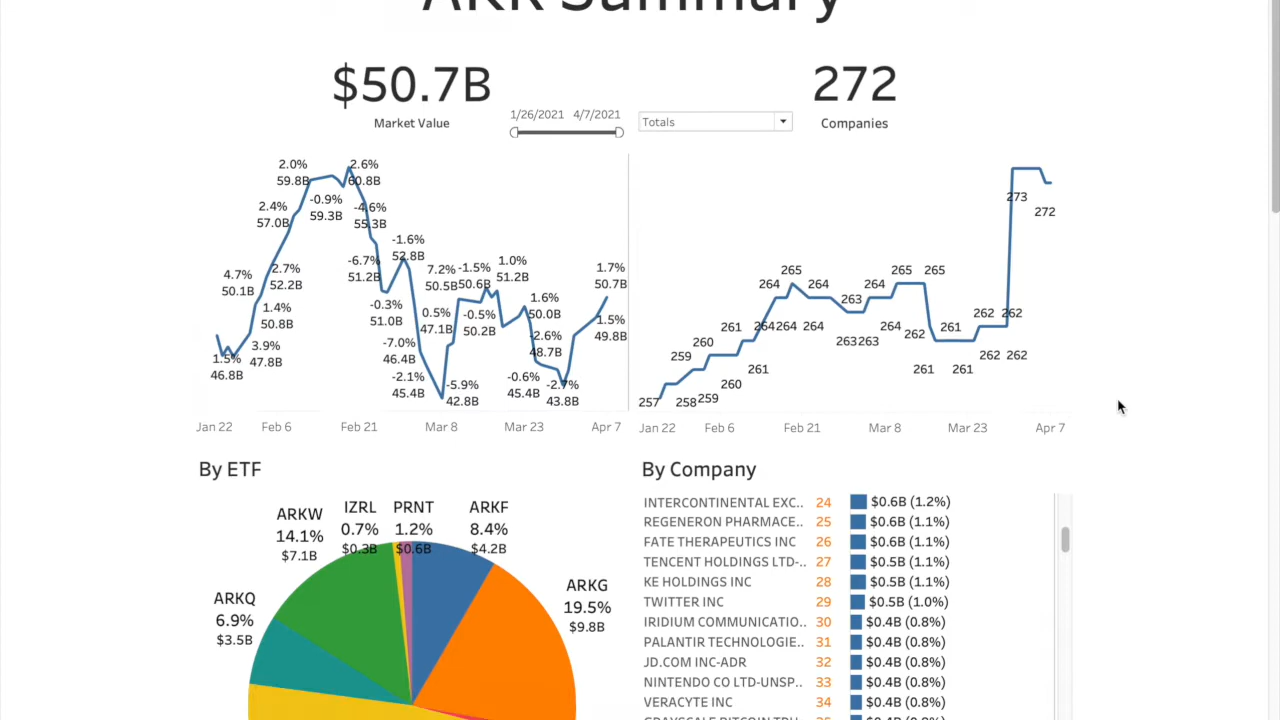 ARK Summary
$50.7B
Market Value
1/26/2021 4/7/2021
Totals
272
Companies
2.0%
59.8B
2.6%
60.8B
-0.9%
59.3B
2.4%
57.0B
-4.6%
55.3B
-1.6%
52.8B
4.7%
50.1B
2.7%
52.2B
-6.7%
51.2B
7.2%
50.5B
-1.5%
50.6B
1.0%
51.2B
1.7%
50.7B
1.4%
50.8B
-0.3%
51.0B
0.5%
47.1B
-0.5%
50.2B
1.6%
50.0B
1.5%
49.8B
1.5%
46.8B
3.9%
47.8B
-7.0%
46.4B
-2.6%
48.7B
-2.1%
45.4B
-5.9%
42.8B
-0.6%
45.4B
-2.7%
43.8B
Jan 22 Feb 6 Feb 21 Mar 8 Mar 23 Apr 7
273
272
265 265 265
264 264 264
263
262 262
261 264 264 264 264 262 261
260 263 263
259 262 262
261 261 261
260
257 258 259
Jan 22 Feb 6 Feb 21 Mar 8 Mar 23 Apr 7
By ETF
ARKW
14.1%
$7.1B
IZRL
0.7%
$0.3B
PRNT
1.2%
$0.6B
ARKF
8.4%
$4.2B
ARKG
19.5%
$9.8B
ARKQ
6.9%
$3.5B
By Company
INTERCONTINENTAL EXC.. 24 $0.6B (1.2%)
REGENERON PHARMACE.. 25 $0.6B (1.1%)
FATE THERAPEUTICS INC 26 $0.6B (1.1%)
TENCENT HOLDINGS LTD-.. 27 $0.5B (1.1%)
KE HOLDINGS INC 28 $0.5B (1.1%)
TWITTER INC 29 $0.5B (1.0%)
IRIDIUM COMMUNICATIO.. 30 $0.4B (0.8%)
PALANTIR TECHNOLOGIE.. 31 $0.4B (0.8%)
JD.COM INC-ADR 32 $0.4B (0.8%)
NINTENDO CO LTD-UNSP.. 33 $0.4B (0.8%)
VERACYTE INC 34 $0.4B (0.8%)